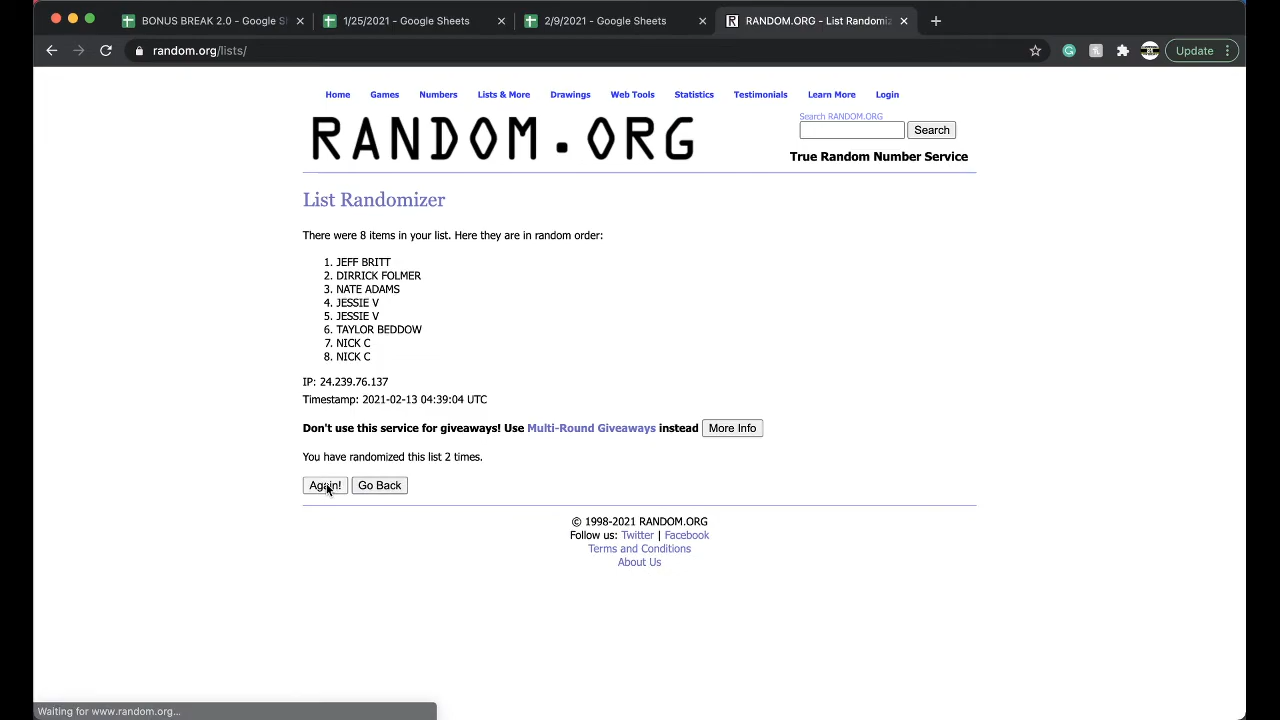 BONUS BREAK 2.0 - Google S
1/25/2021 - Google Sheets
2/9/2021 - Google Sheets
RANDOM.ORG - List Randomiz
random.org/lists/
Update
Home Games Numbers Lists & More Drawings Web Tools Statistics Testimonials Learn More Login
RANDOM.ORG
Search RANDOM.ORG
Search
True Random Number Service
List Randomizer
There were 8 items in your list. Here they are in random order:
1. JEFF BRITT
2. DIRRICK FOLMER
3. NATE ADAMS
4. JESSIE V
5. JESSIE V
6. TAYLOR BEDDOW
7. NICK C
8. NICK C
IP: 24.239.76.137
Timestamp: 2021-02-13 04:39:04 UTC
Don't use this service for giveaways! Use Multi-Round Giveaways instead More Info
You have randomized this list 2 times.
Again! Go Back
© 1998-2021 RANDOM.ORG
Follow us: Twitter | Facebook
Terms and Conditions
About Us
Waiting for www.random.org...